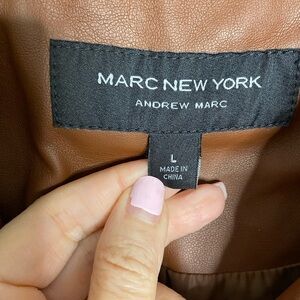 MARC NEW YORK
ANDREW MARC
L
MADE IN
CHINA